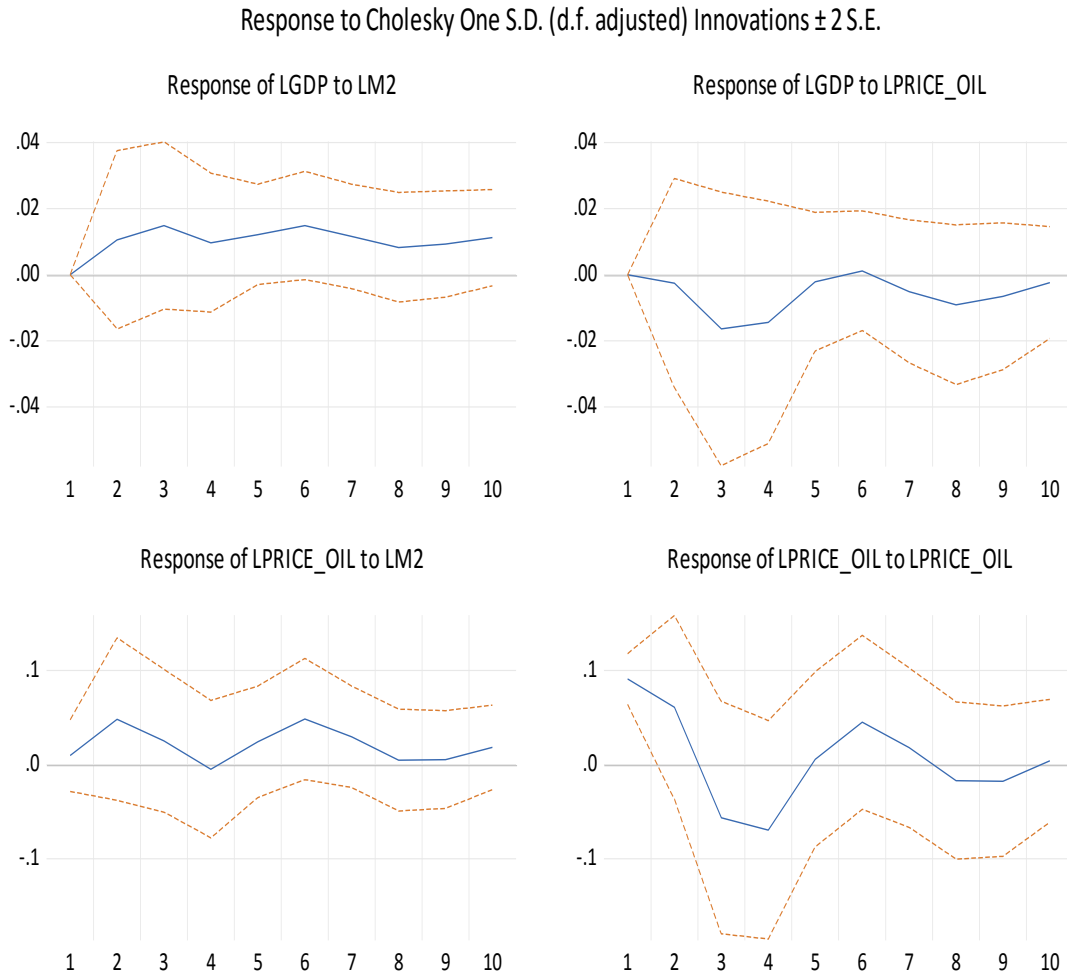 Response to Cholesky One S.D. (d.f. adjusted) Innovations ± 2 S.E.
Response of LGDP to LM2
.04
.02
.00
-.02
-.04
1 2 3 4 5 6 7 8 9 10
Response of LGDP to LPRICE_OIL
.04
.02
.00
-.02
-.04
1 2 3 4 5 6 7 8 9 10
Response of LPRICE_OIL to LM2
.1
.0
-.1
1 2 3 4 5 6 7 8 9 10
Response of LPRICE_OIL to LPRICE_OIL
.1
.0
-.1
1 2 3 4 5 6 7 8 9 10